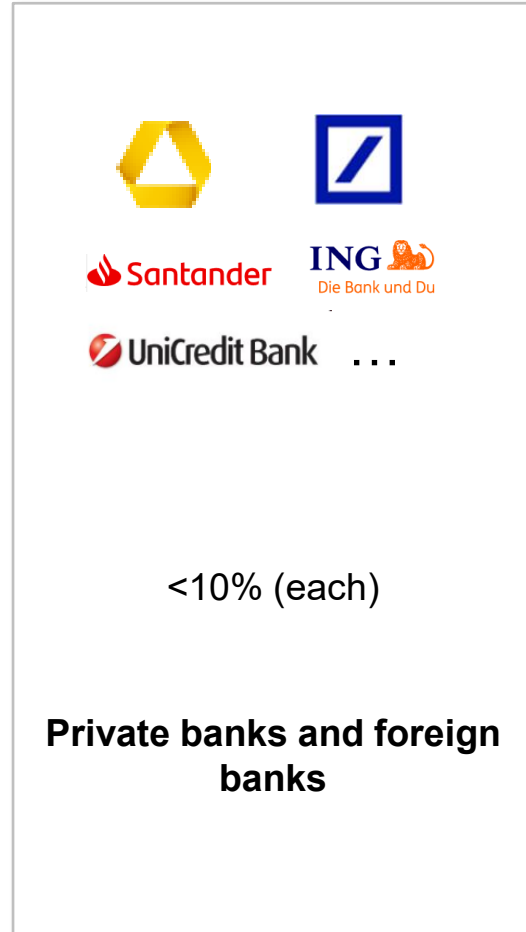 Santander
ING
Die Bank und Du
UniCredit Bank ...
<10% (each)
Private banks and foreign
banks